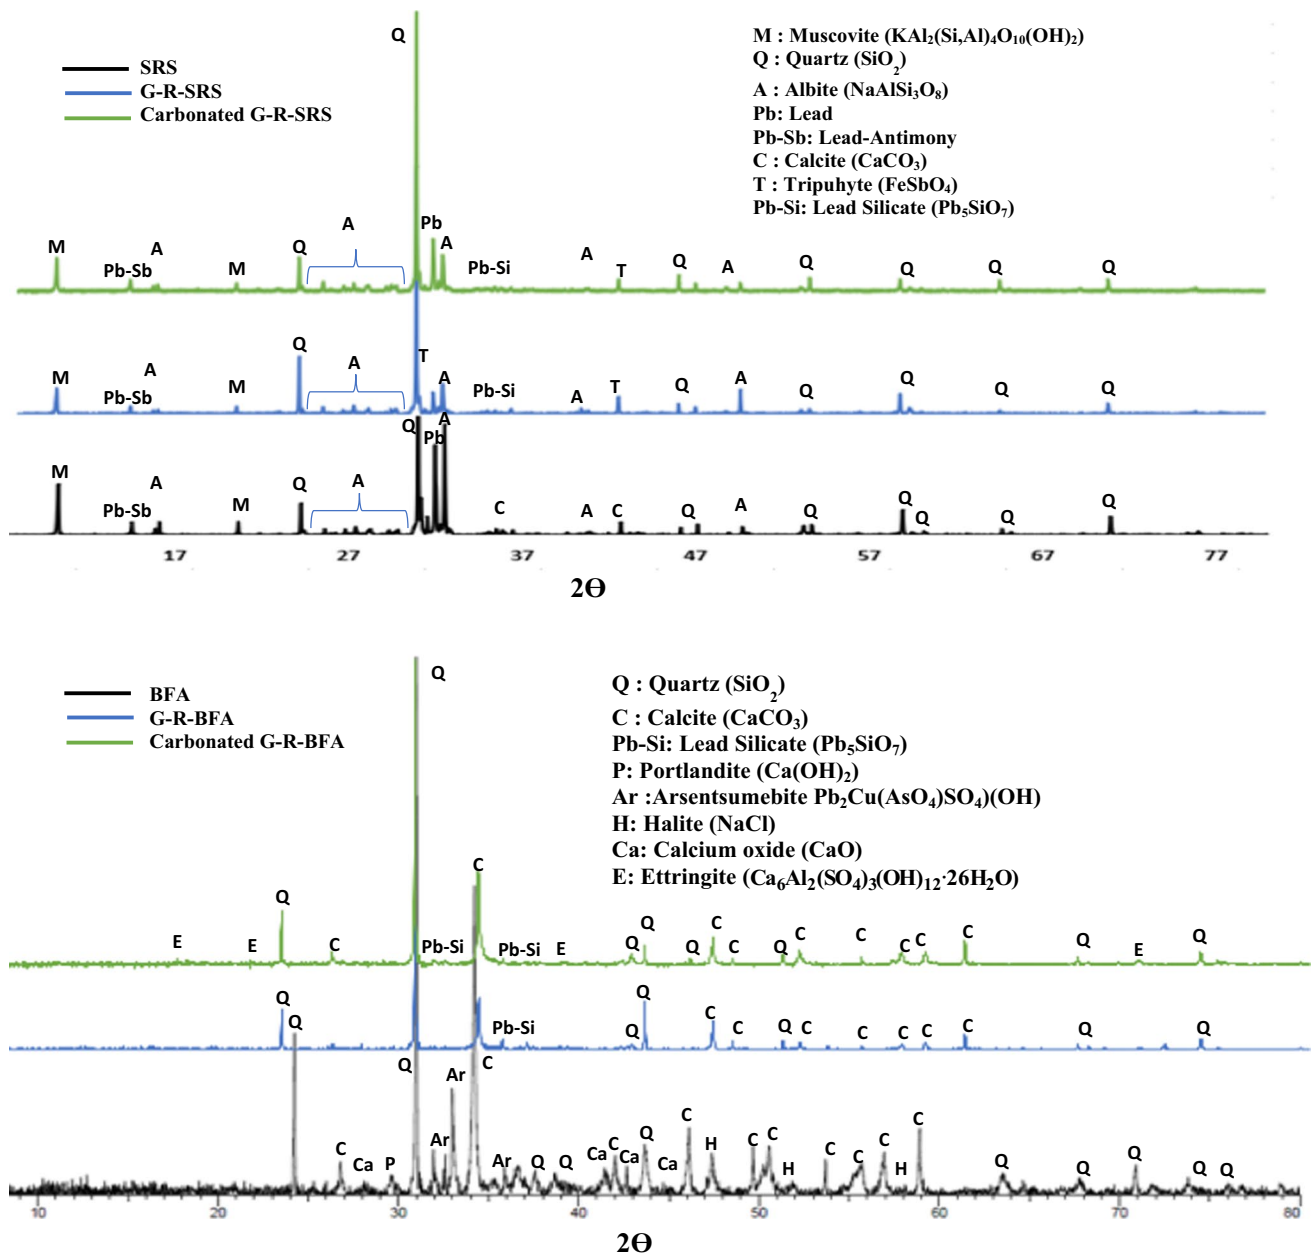 SRS
G-R-SRS
Carbonated G-R-SRS
M : Muscovite (KAl₂(Si,Al)₄O₁₀(OH)₂)
Q : Quartz (SiO₂)
A : Albite (NaAlSi₃O₈)
Pb: Lead
Pb-Sb: Lead-Antimony
C : Calcite (CaCO₃)
T : Tripuhyte (FeSbO₄)
Pb-Si: Lead Silicate (Pb₅SiO₇)
Q
M Pb-Sb A M Q A Pb A Pb-Si A T Q A Q Q Q Q
M Pb-Sb A M Q A T A Pb-Si A T Q A Q Q Q Q
M Pb-Sb A M Q A Q Pb A C A C Q A Q Q Q Q Q
17 27 37 47 57 67 77
2Ө
BFA
G-R-BFA
Carbonated G-R-BFA
Q : Quartz (SiO₂)
C : Calcite (CaCO₃)
Pb-Si: Lead Silicate (Pb₅SiO₇)
P: Portlandite (Ca(OH)₂)
Ar :Arsentsumebite Pb₂Cu(AsO₄)SO₄)(OH)
H: Halite (NaCl)
Ca: Calcium oxide (CaO)
E: Ettringite (Ca₆Al₂(SO₄)₃(OH)₁₂·26H₂O)
Q
E E Q C Pb-Si C Pb-Si E Q Q Q C C Q C C C C C Q E Q
Q Pb-Si Q Q C C Q C C C C C Q Q
Q C Ca P Q Ar Ar C Ar Q Q Ca C Ca Q Ca C H C C H C C C H C Q Q Q Q Q
10 20 30 40 50 60 70 80
2Ө